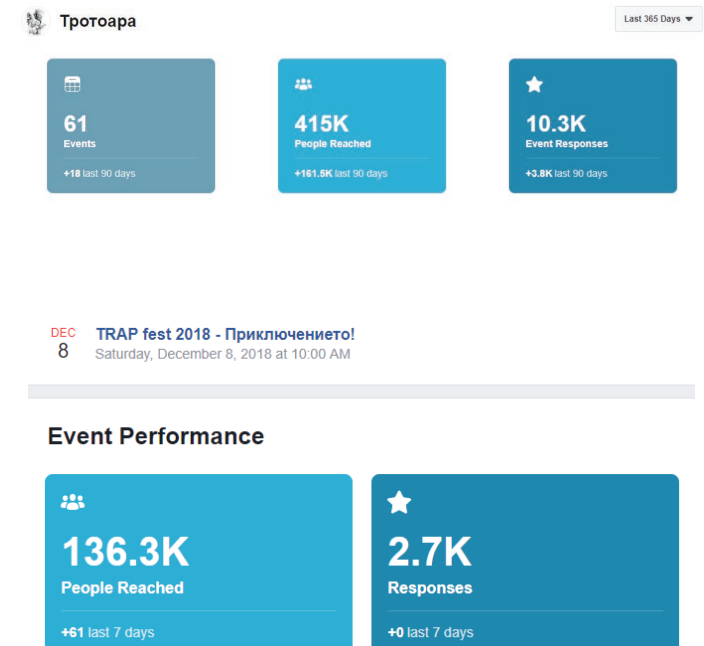 Тротоара
Last 365 Days
61
Events
+18 last 90 days
415K
People Reached
+161.5K last 90 days
10.3K
Event Responses
+3.8K last 90 days
DEC
8
TRAP fest 2018 - Приключението!
Saturday, December 8, 2018 at 10:00 AM
Event Performance
136.3K
People Reached
+61 last 7 days
2.7K
Responses
+0 last 7 days